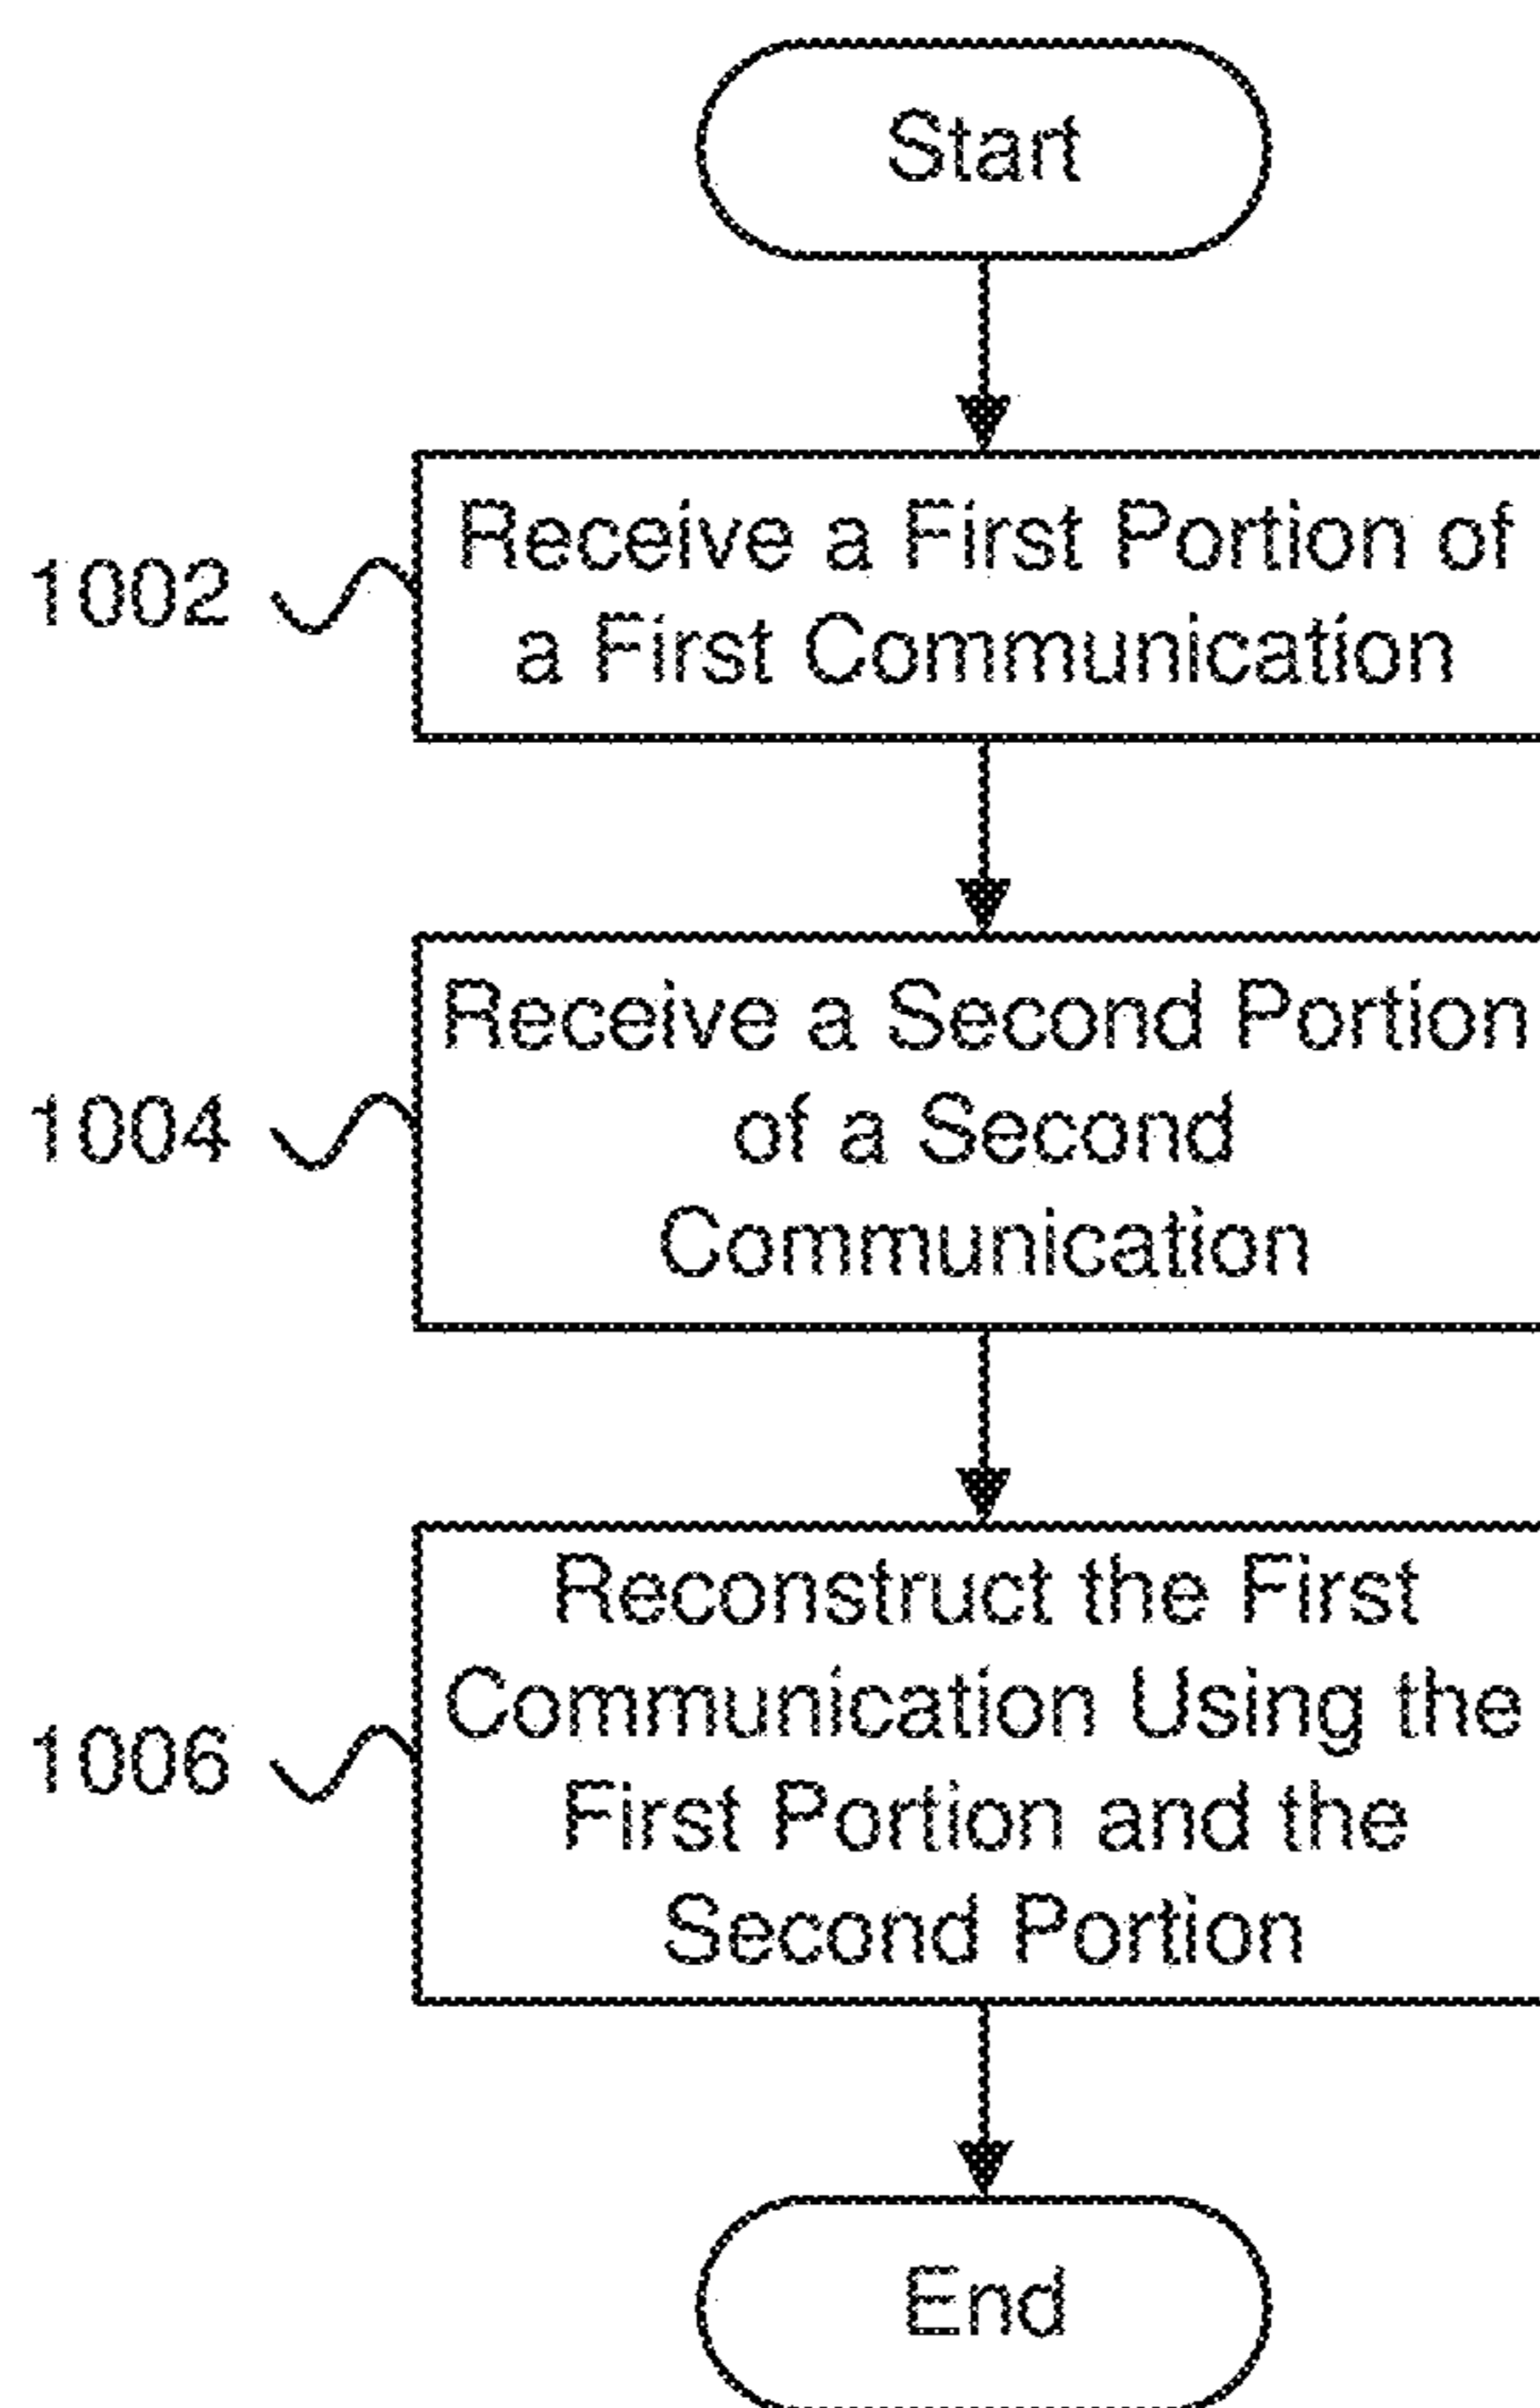 Start
Receive a First Portion of
a First Communication
1002
Receive a Second Portion
of a Second
Communication
1004
Reconstruct the First
Communication Using the
First Portion and the
Second Portion
1006
End